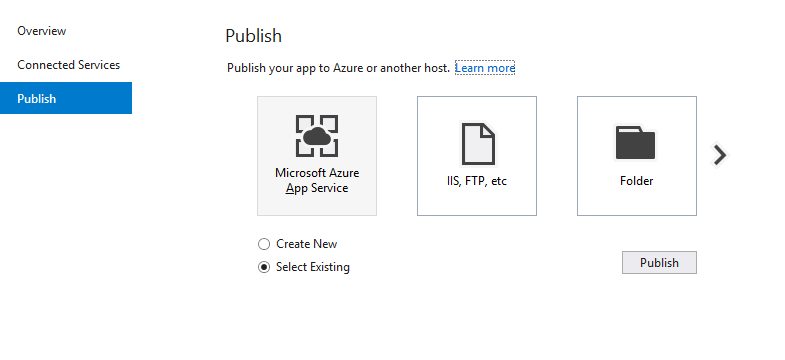 Overview
Connected Services
Publish
Publish
Publish your app to Azure or another host. Learn more
Microsoft Azure
App Service
IIS, FTP, etc
Folder
Create New
Select Existing
Publish